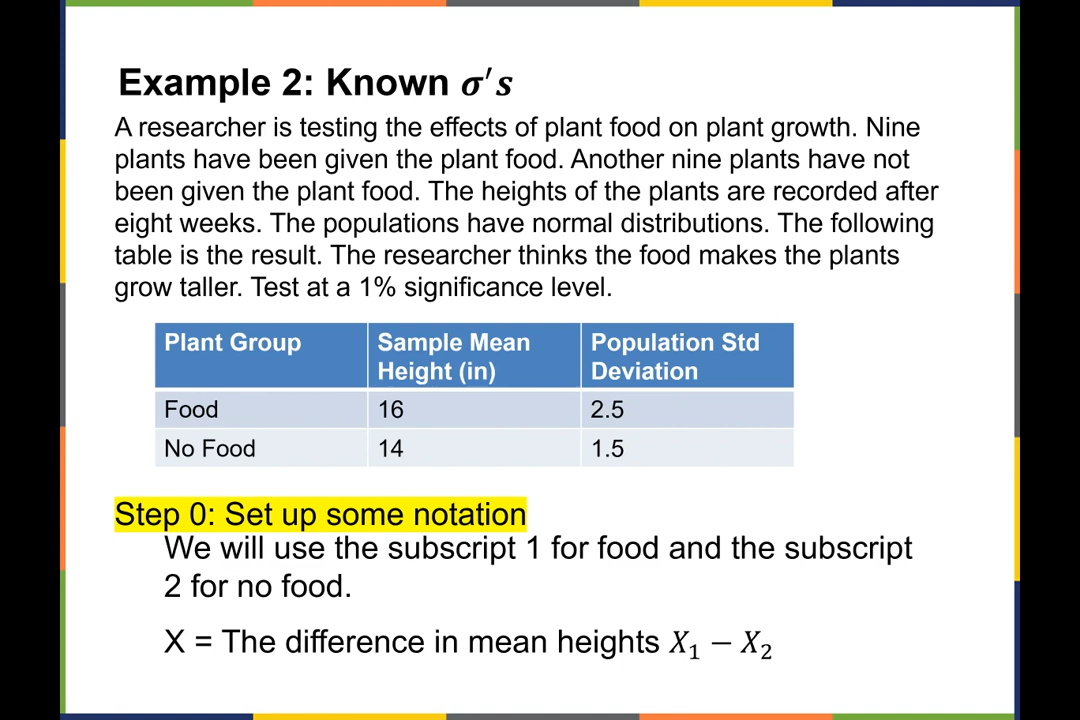 Example 2: Known σ′s
A researcher is testing the effects of plant food on plant growth. Nine
plants have been given the plant food. Another nine plants have not
been given the plant food. The heights of the plants are recorded after
eight weeks. The populations have normal distributions. The following
table is the result. The researcher thinks the food makes the plants
grow taller. Test at a 1% significance level.
Plant Group
Sample Mean
Height (in)
Population Std
Deviation
Food 16 2.5
No Food 14 1.5
Step 0: Set up some notation
We will use the subscript 1 for food and the subscript
2 for no food.
X = The difference in mean heights X₁ − X₂